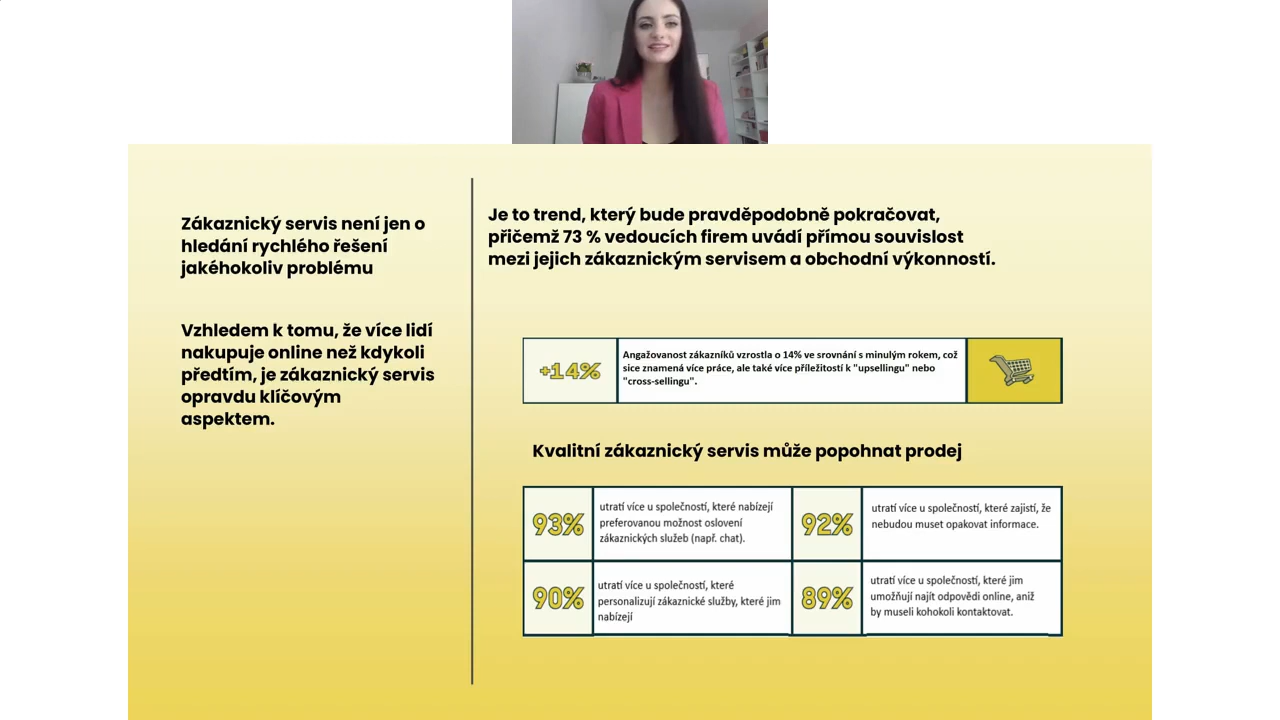 Zákaznický servis není jen o
hledání rychlého řešení
jakéhokoliv problému
Vzhledem k tomu, že více lidí
nakupuje online než kdykoli
předtím, je zákaznický servis
opravdu klíčovým
aspektem.
Je to trend, který bude pravděpodobně pokračovat,
přičemž 73 % vedoucích firem uvádí přímou souvislost
mezi jejich zákaznickým servisem a obchodní výkonností.
+14%
Angažovanost zákazníků vzrostla o 14% ve srovnání s minulým rokem, což
sice znamená více práce, ale také více příležitostí k "upsellingu" nebo
"cross-sellingu".
Kvalitní zákaznický servis může popohnat prodej
93%
utratí více u společností, které nabízejí
preferovanou možnost oslovení
zákaznických služeb (např. chat).
92%
utratí více u společností, které zajistí, že
nebudou muset opakovat informace.
90%
utratí více u společností, které
personalizují zákaznické služby, které jim
nabízejí
89%
utratí více u společností, které jim
umožňují najít odpovědi online, aniž
by museli kohokoli kontaktovat.